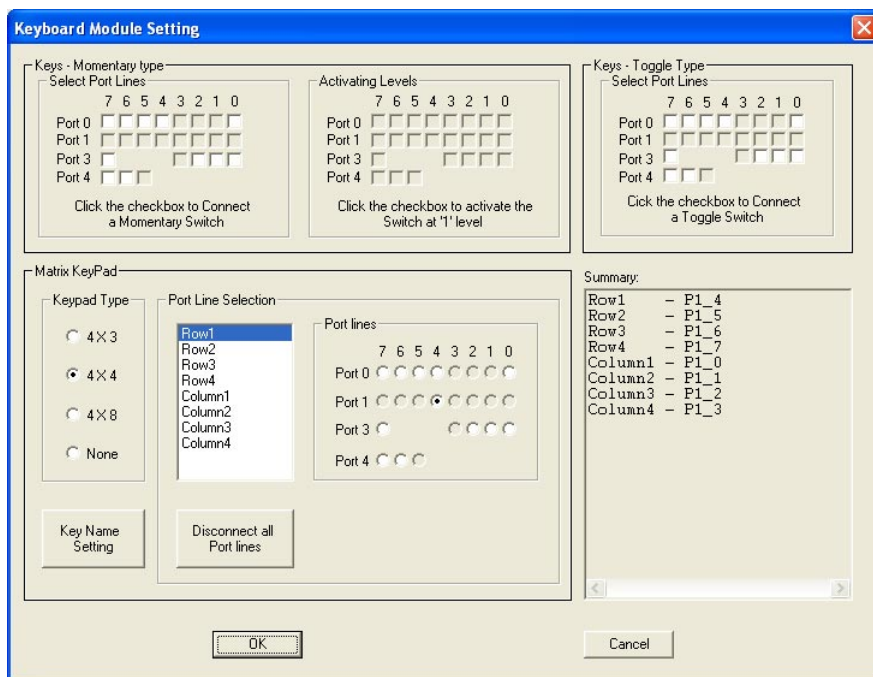 Keyboard Module Setting
Keys - Momentary type
Select Port Lines
7 6 5 4 3 2 1 0
Port 0
Port 1
Port 3
Port 4
Click the checkbox to Connect
a Momentary Switch
Activating Levels
7 6 5 4 3 2 1 0
Port 0
Port 1
Port 3
Port 4
Click the checkbox to activate the
Switch at '1' level
Keys - Toggle Type
Select Port Lines
7 6 5 4 3 2 1 0
Port 0
Port 1
Port 3
Port 4
Cick the checkbox to Connect
a Toggle Switch
Matrix KeyPad
Keypad Type
4 X 3
4 X 4
4 X 8
None
Key Name
Setting
Port Line Selection
Row1
Row2
Row3
Row4
Column1
Column2
Column3
Column4
Disconnect all
Port lines
Port lines
7 6 5 4 3 2 1 0
Port 0
Port 1
Port 3
Port 4
Summary:
Row1 - P1_4
Row2 - P1_5
Row3 - P1_6
Row4 - P1_7
Column1 - P1_0
Column2 - P1_1
Column3 - P1_2
Column4 - P1_3
OK
Cancel